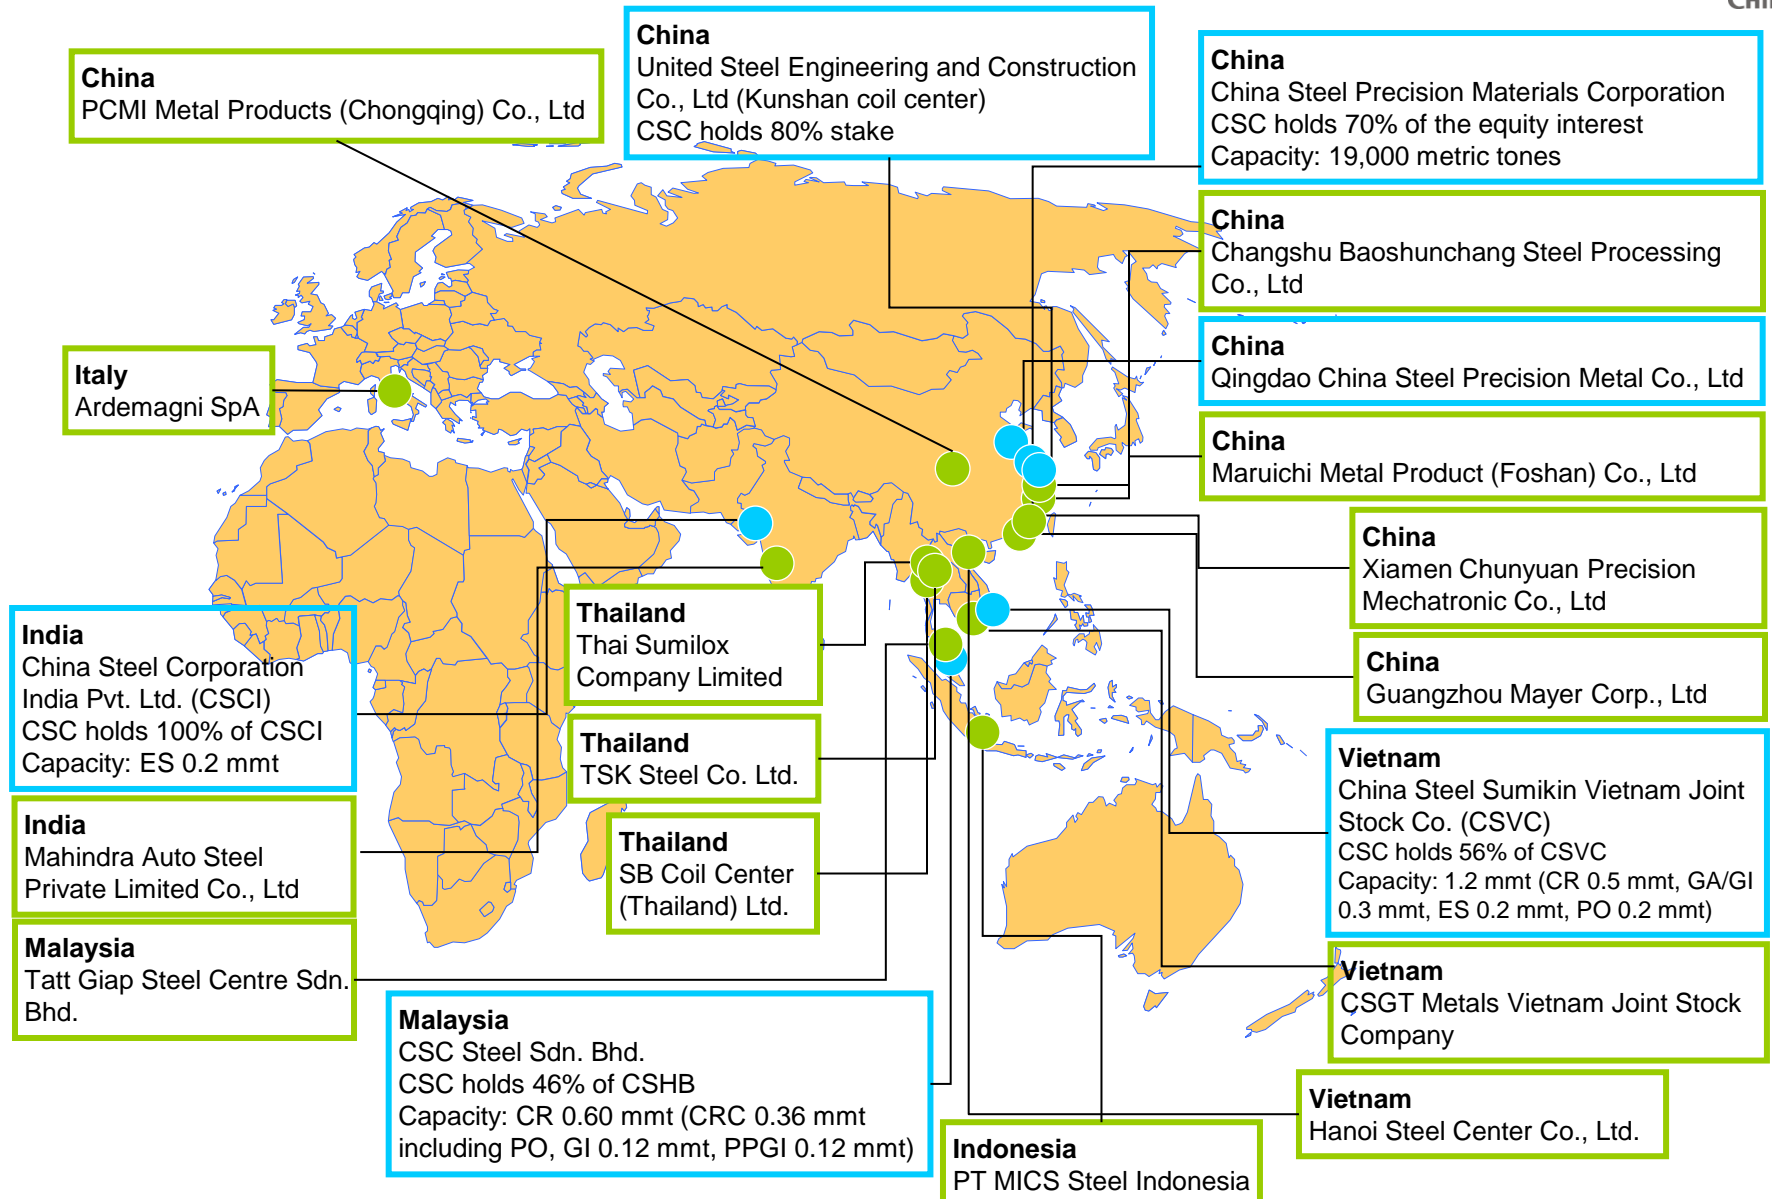 China
PCMI Metal Products (Chongqing) Co., Ltd
China
United Steel Engineering and Construction
Co., Ltd (Kunshan coil center)
CSC holds 80% stake
China
China Steel Precision Materials Corporation
CSC holds 70% of the equity interest
Capacity: 19,000 metric tones
China
Changshu Baoshunchang Steel Processing
Co., Ltd
China
Qingdao China Steel Precision Metal Co., Ltd
Italy
Ardemagni SpA
China
Maruichi Metal Product (Foshan) Co., Ltd
China
Xiamen Chunyuan Precision
Mechatronic Co., Ltd
China
Guangzhou Mayer Corp., Ltd
India
China Steel Corporation
India Pvt. Ltd. (CSCI)
CSC holds 100% of CSCI
Capacity: ES 0.2 mmt
Thailand
Thai Sumilox
Company Limited
Thailand
TSK Steel Co. Ltd.
Thailand
SB Coil Center
(Thailand) Ltd.
Vietnam
China Steel Sumikin Vietnam Joint
Stock Co. (CSVC)
CSC holds 56% of CSVC
Capacity: 1.2 mmt (CR 0.5 mmt, GA/GI
0.3 mmt, ES 0.2 mmt, PO 0.2 mmt)
India
Mahindra Auto Steel
Private Limited Co., Ltd
Malaysia
Tatt Giap Steel Centre Sdn.
Bhd.
Malaysia
CSC Steel Sdn. Bhd.
CSC holds 46% of CSHB
Capacity: CR 0.60 mmt (CRC 0.36 mmt
including PO, GI 0.12 mmt, PPGI 0.12 mmt)
Vietnam
CSGT Metals Vietnam Joint Stock
Company
Vietnam
Hanoi Steel Center Co., Ltd.
Indonesia
PT MICS Steel Indonesia